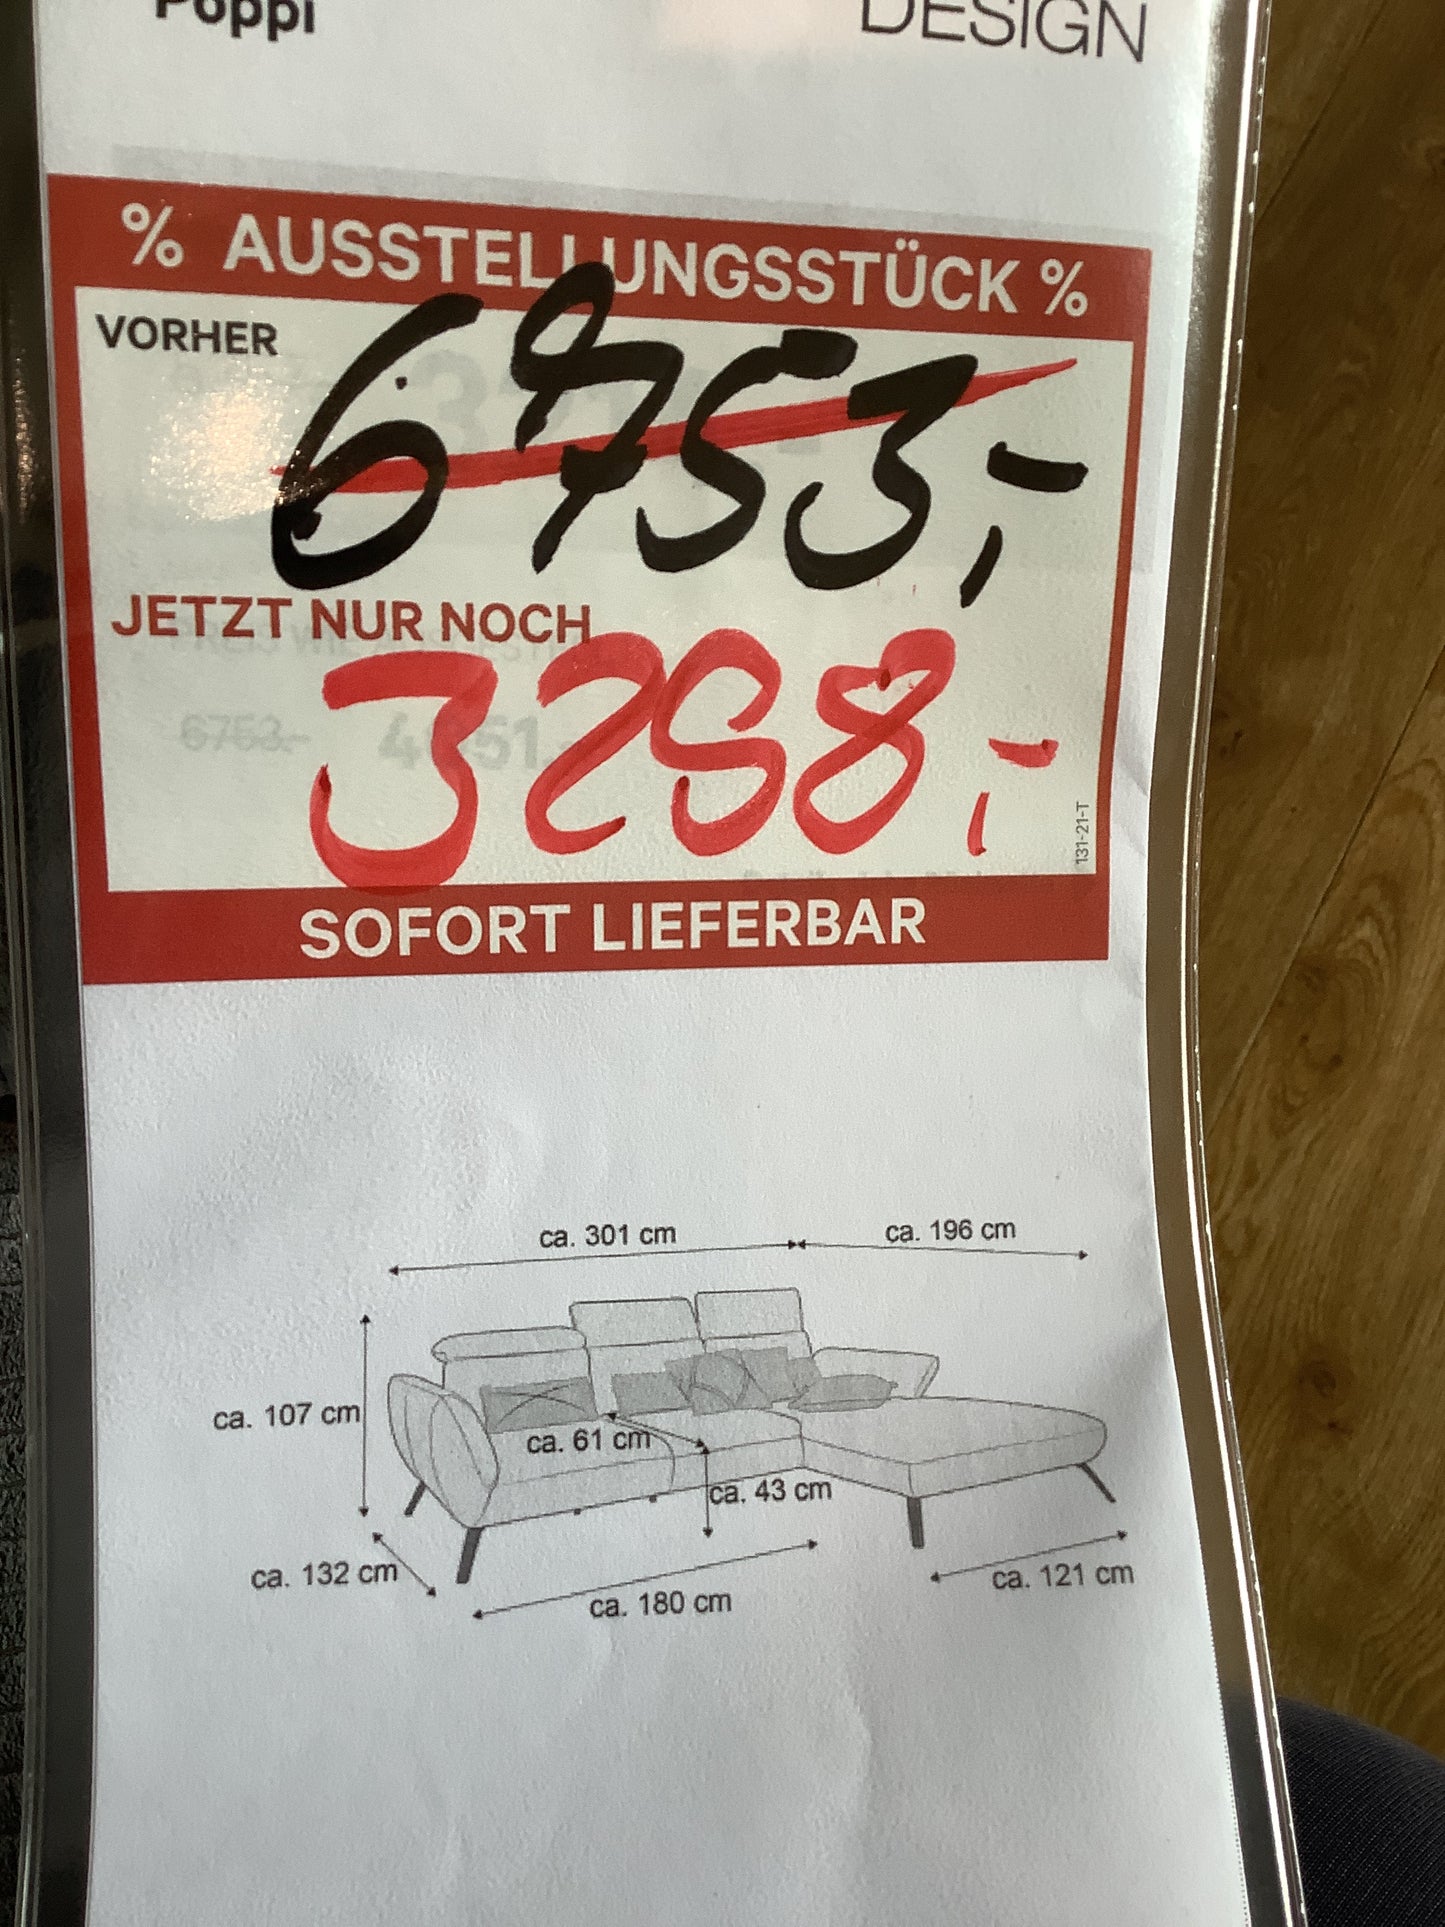 Poppi
DESIGN
% AUSSTELLUNGSSTÜCK %
VORHER
6753,-
JETZT NUR NOCH
3298,-
131-21-T
SOFORT LIEFERBAR
ca. 301 cm
ca. 196 cm
ca. 107 cm
ca. 61 cm
ca. 43 cm
ca. 132 cm
ca. 180 cm
ca. 121 cm